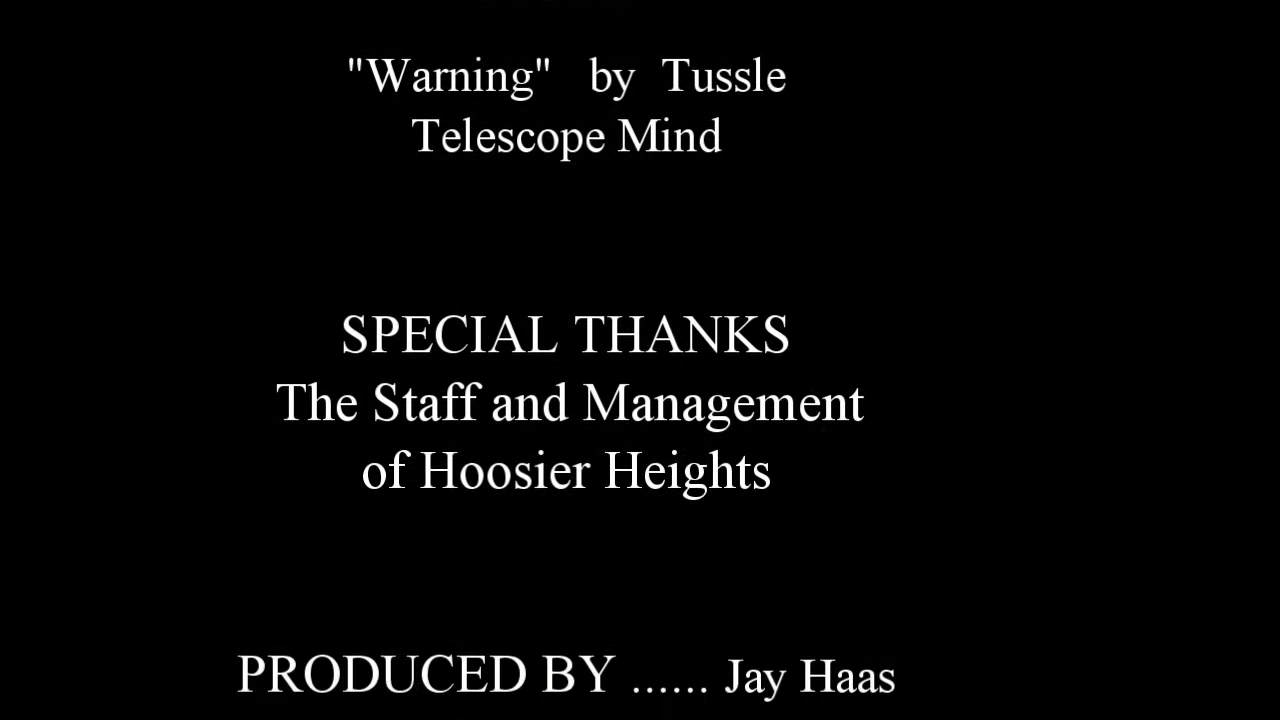 "Warning" by Tussle
Telescope Mind
SPECIAL THANKS
The Staff and Management
of Hoosier Heights
PRODUCED BY ...... Jay Haas